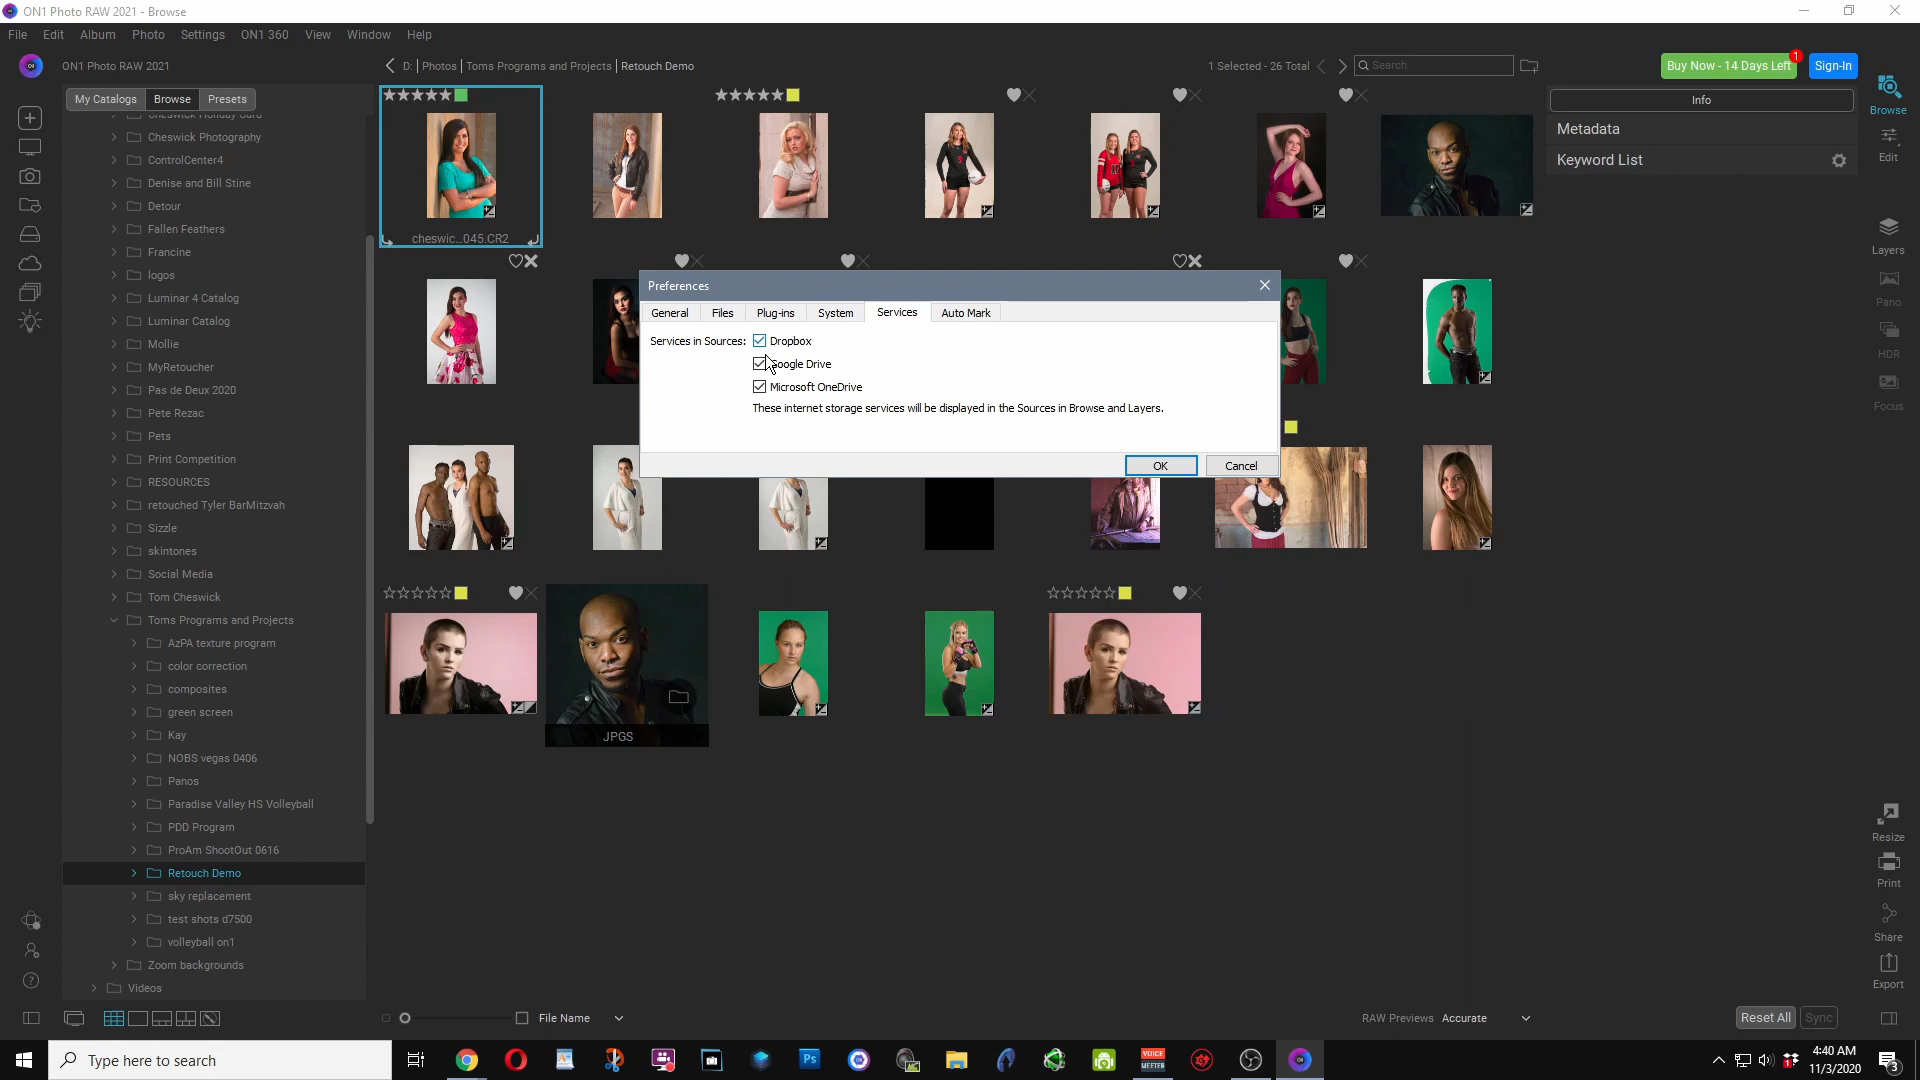 ON1 Photo RAW 2021 - Browse
File Edit Album Photo Settings ON1 360 View Window Help
ON1 Photo RAW 2021
D: Photos Toms Programs and Projects Retouch Demo
1 Selected - 26 Total
Search
Buy Now - 14 Days Left
1
Sign-In
My Catalogs Browse Presets
Info
Metadata
Keyword List
Browse
Edit
Layers
Pano
HDR
Focus
Resize
Print
Share
Export
Cheswick Holiday Card
Cheswick Photography
ControlCenter4
Denise and Bill Stine
Detour
Fallen Feathers
Francine
logos
Luminar 4 Catalog
Luminar Catalog
Mollie
MyRetoucher
Pas de Deux 2020
Pete Rezac
Pets
Print Competition
RESOURCES
retouched Tyler BarMitzvah
Sizzle
skintones
Social Media
Tom Cheswick
Toms Programs and Projects
AzPA texture program
color correction
composites
green screen
Kay
NOBS vegas 0406
Panos
Paradise Valley HS Volleyball
PDD Program
ProAm ShootOut 0616
Retouch Demo
sky replacement
test shots d7500
volleyball on1
Zoom backgrounds
Videos
cheswic...045.CR2
Preferences
General Files Plug-ins System Services Auto Mark
Services in Sources: Dropbox
Google Drive
Microsoft OneDrive
These internet storage services will be displayed in the Sources in Browse and Layers.
OK Cancel
JPGS
File Name
RAW Previews Accurate
Reset All Sync
Type here to search
Ps
VOICE
MEETER
4:40 AM
11/3/2020
3